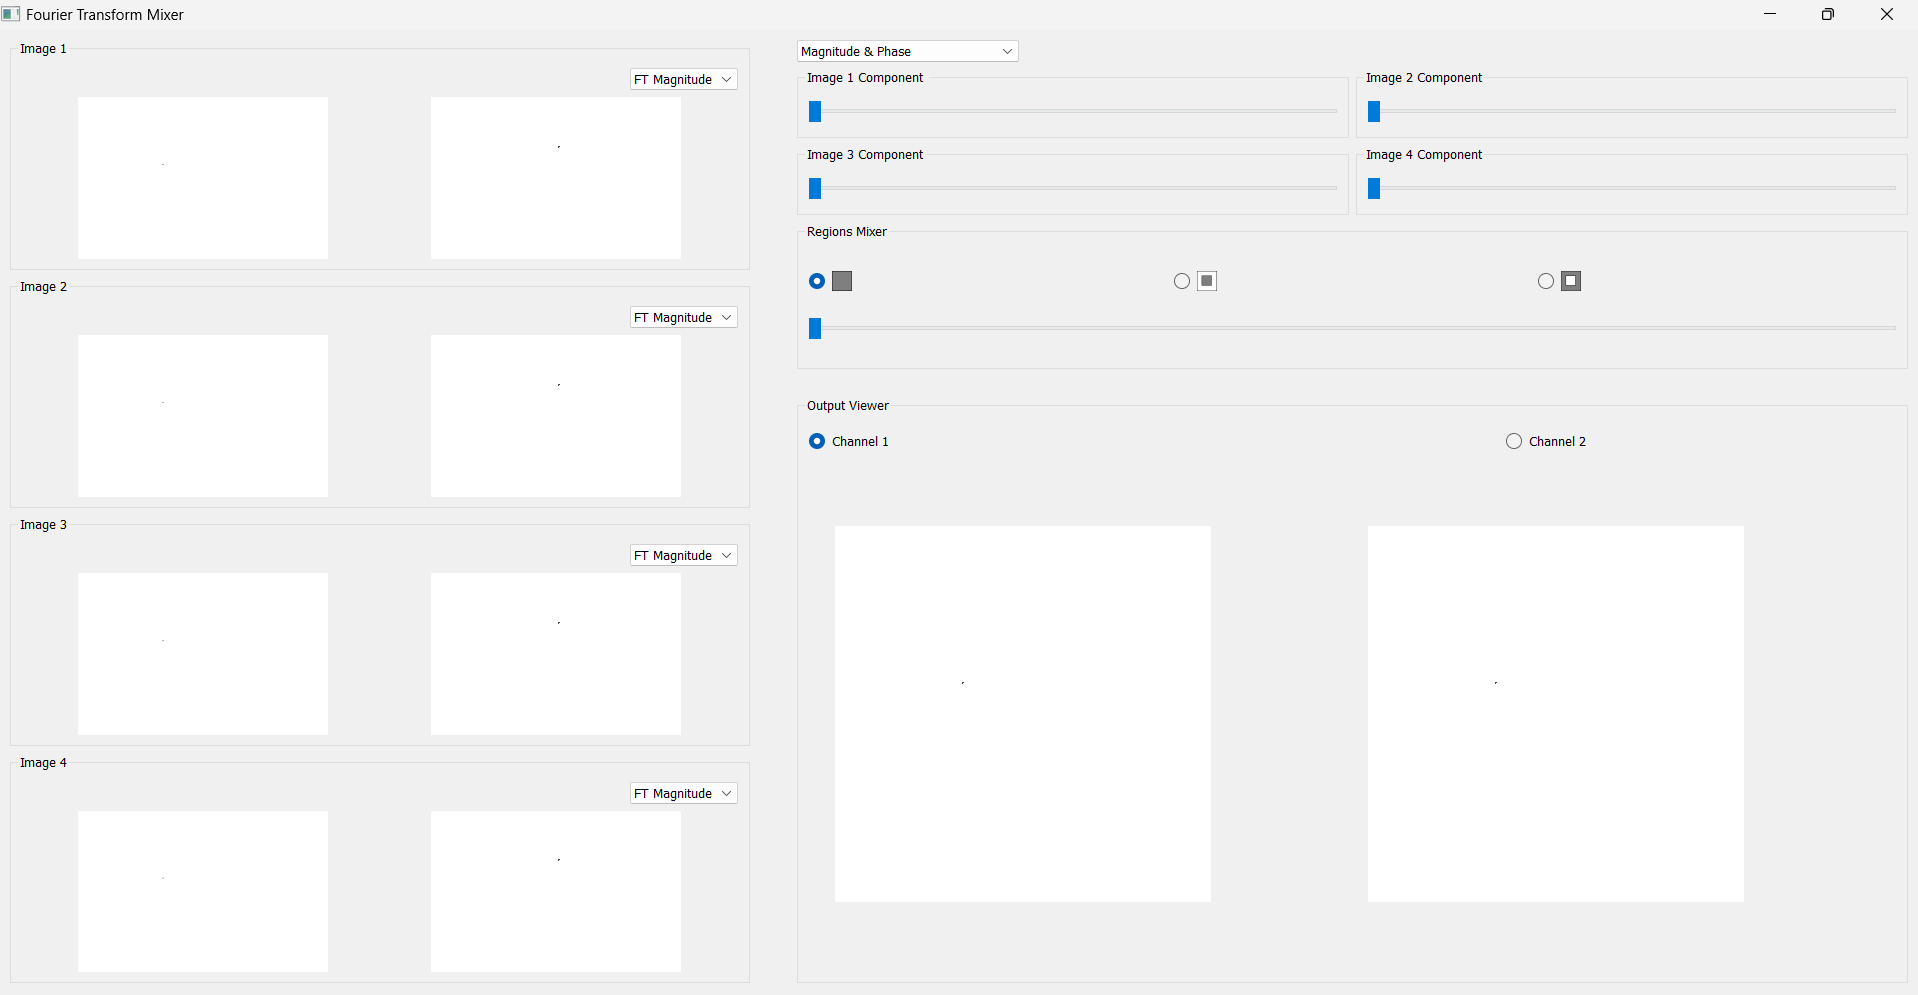 Fourier Transform Mixer
Image 1
FT Magnitude
Image 2
FT Magnitude
Image 3
FT Magnitude
Image 4
FT Magnitude
Magnitude & Phase
Image 1 Component
Image 2 Component
Image 3 Component
Image 4 Component
Regions Mixer
Output Viewer
Channel 1
Channel 2